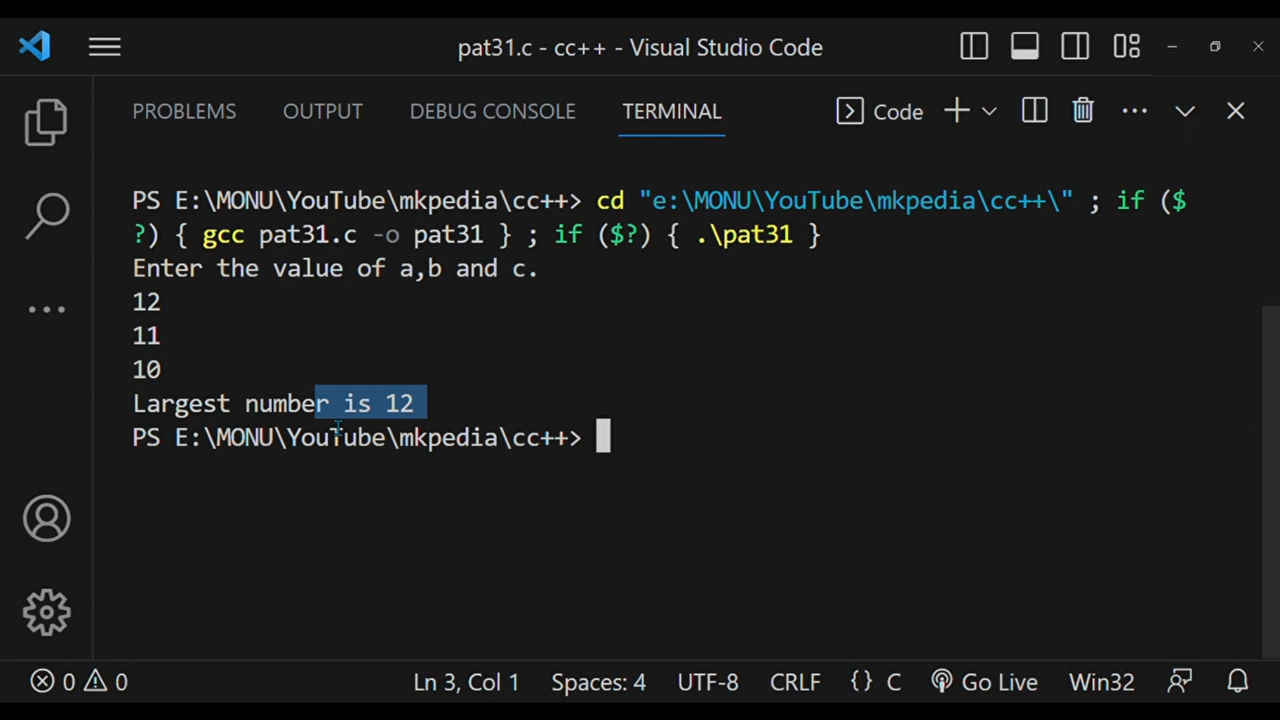 pat31.c - cc++ - Visual Studio Code
PROBLEMS OUTPUT DEBUG CONSOLE TERMINAL Code
PS E:\MONU\YouTube\mkpedia\cc++> cd "e:\MONU\YouTube\mkpedia\cc++\" ; if ($
?) { gcc pat31.c -o pat31 } ; if ($?) { .\pat31 }
Enter the value of a,b and c.
12
11
10
Largest number is 12
PS E:\MONU\YouTube\mkpedia\cc++>
0 0 Ln 3, Col 1 Spaces: 4 UTF-8 CRLF {} C Go Live Win32